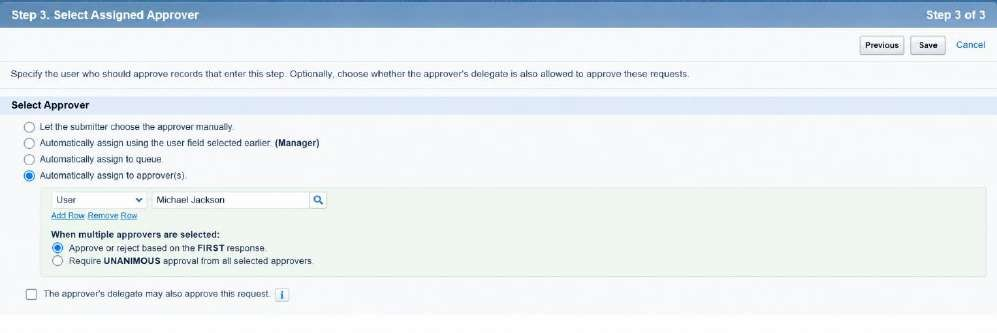 Step 3. Select Assigned Approver Step 3 of 3
Previous Save Cancel
Specify the user who should approve records that enter this step. Optionally, choose whether the approver's delegate is also allowed to approve these requests.
Select Approver
Let the submitter choose the approver manually.
Automatically assign using the user field selected earlier. (Manager)
Automatically assign to queue.
Automatically assign to approver(s).
User Michael Jackson
Add Row Remove Row
When multiple approvers are selected:
Approve or reject based on the FIRST response.
Require UNANIMOUS approval from all selected approvers.
The approver's delegate may also approve this request. i